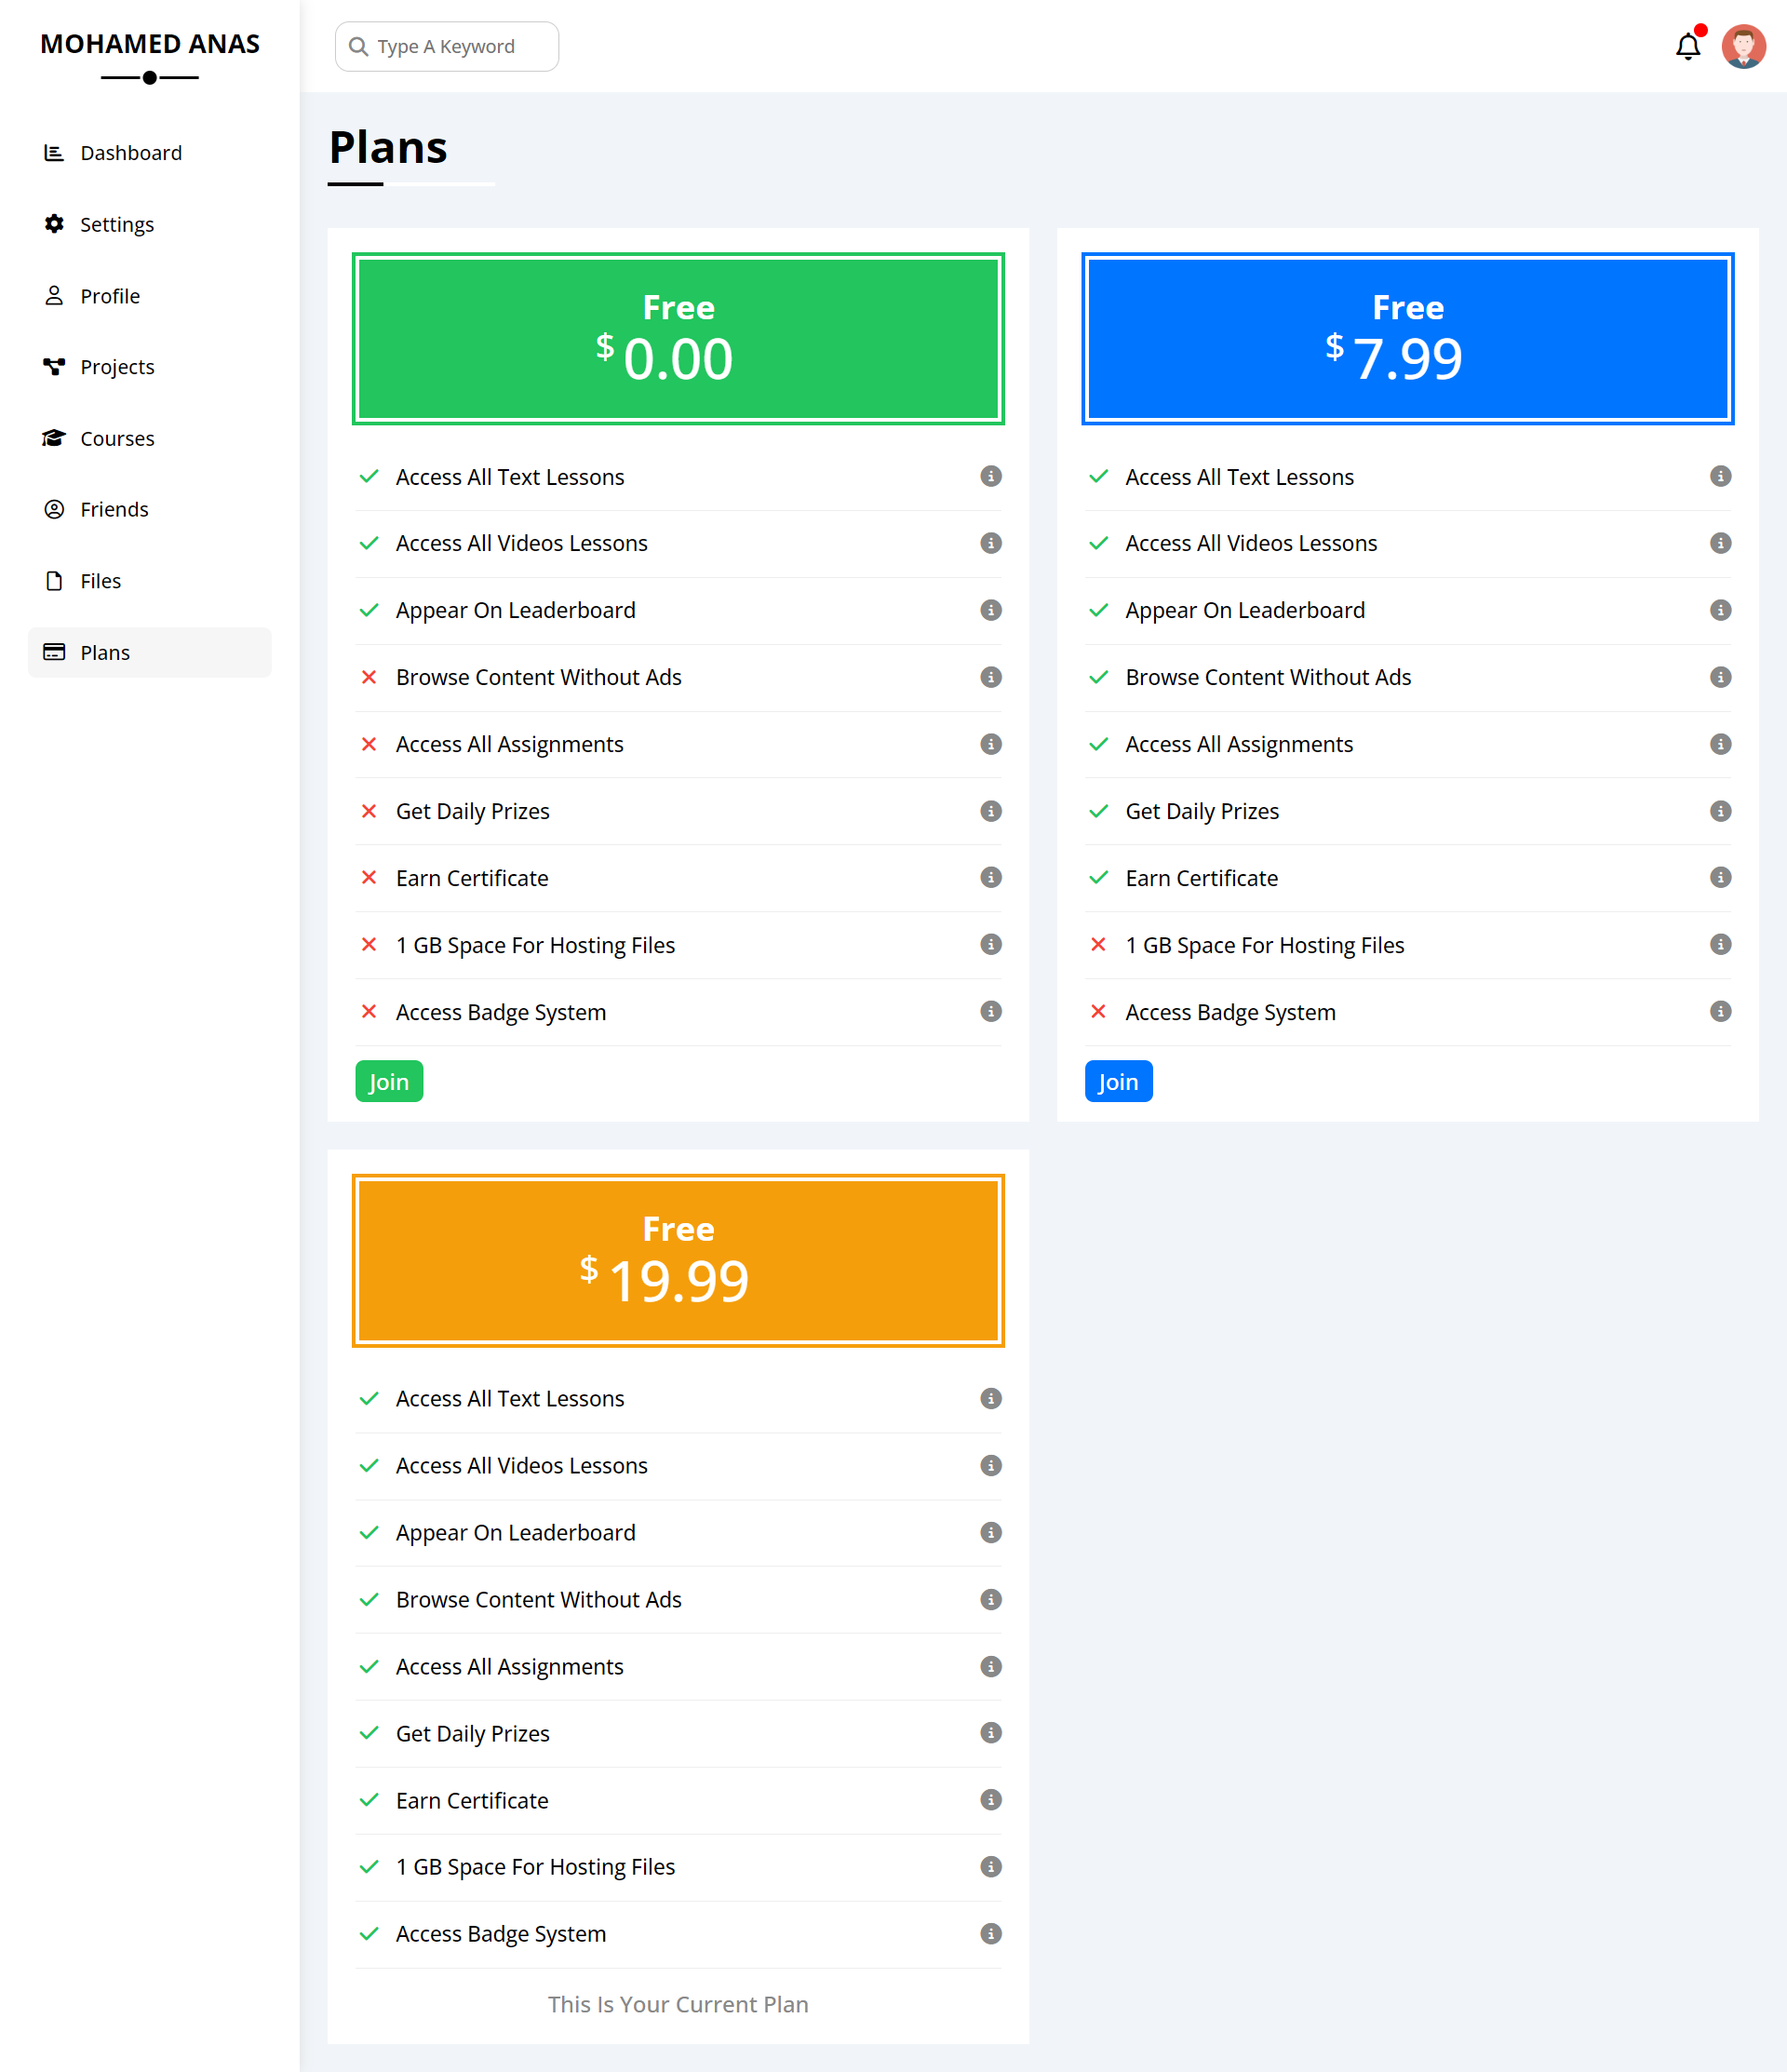 MOHAMED ANAS
Dashboard
Settings
Profile
Projects
Courses
Friends
Files
Plans
Type A Keyword
Plans
Free
$ 0.00
Access All Text Lessons
Access All Videos Lessons
Appear On Leaderboard
Browse Content Without Ads
Access All Assignments
Get Daily Prizes
Earn Certificate
1 GB Space For Hosting Files
Access Badge System
Join
Free
$ 7.99
Access All Text Lessons
Access All Videos Lessons
Appear On Leaderboard
Browse Content Without Ads
Access All Assignments
Get Daily Prizes
Earn Certificate
1 GB Space For Hosting Files
Access Badge System
Join
Free
$ 19.99
Access All Text Lessons
Access All Videos Lessons
Appear On Leaderboard
Browse Content Without Ads
Access All Assignments
Get Daily Prizes
Earn Certificate
1 GB Space For Hosting Files
Access Badge System
This Is Your Current Plan